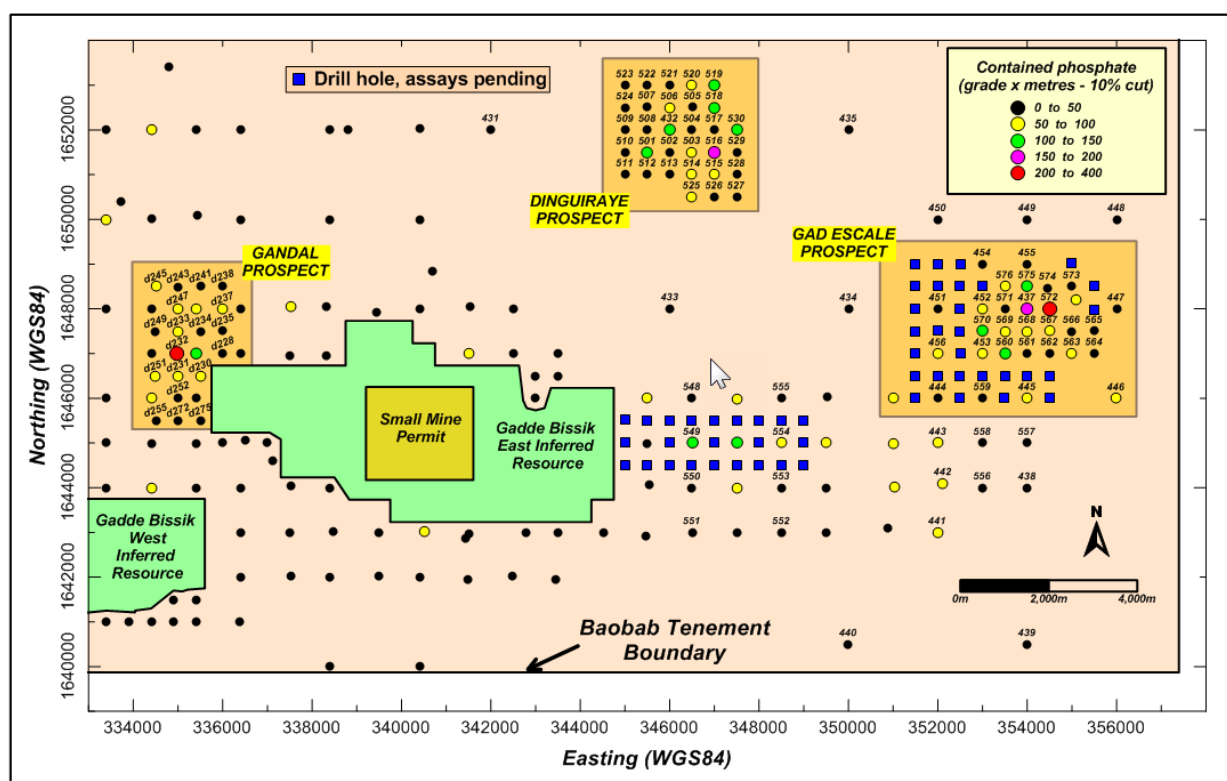 Drill hole, assays pending
Contained phosphate
(grade x metres - 10% cut)
0 to 50
50 to 100
100 to 150
150 to 200
200 to 400
523 522 521 520 519
524 507 506 505 518
509 508 432 504 517 530
510 501 502 503 516 529
511 512 513 514 515 528
525 526 527
431
435
DINGUIRAYE
PROSPECT
450 449 448
GAD ESCALE
PROSPECT
454 455
576 575 574 573
451 452 571 437 572 447
570 569 568 567 566 565
456 453 560 561 562 563 564
444 559 445 446
GANDAL
PROSPECT
d245 d243 d241 d238
d247 d237
d249 d233 d234 d235
d232 d228
d251 d231 d230
d252
d255 d272 d275
433
434
548 555
549 554
550 553
551 552
443 558 557
442 556 438
441
440 439
Small Mine
Permit
Gadde Bissik
East Inferred
Resource
Gadde Bissik
West
Inferred
Resource
Baobab Tenement
Boundary
N
0m 2,000m 4,000m
Northing (WGS84)
1652000
1650000
1648000
1646000
1644000
1642000
1640000
334000 336000 338000 340000 342000 344000 346000 348000 350000 352000 354000 356000
Easting (WGS84)